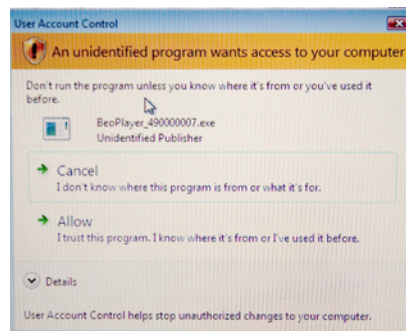 User Account Control
An unidentified program wants access to your computer
Don't run the program unless you know where it's from or you've used it
before.
BeoPlayer_490000007.exe
Unidentified Publisher
Cancel
I don't know where this program is from or what it's for.
Allow
I trust this program. I know where it's from or I've used it before.
Details
User Account Control helps stop unauthorized changes to your computer.